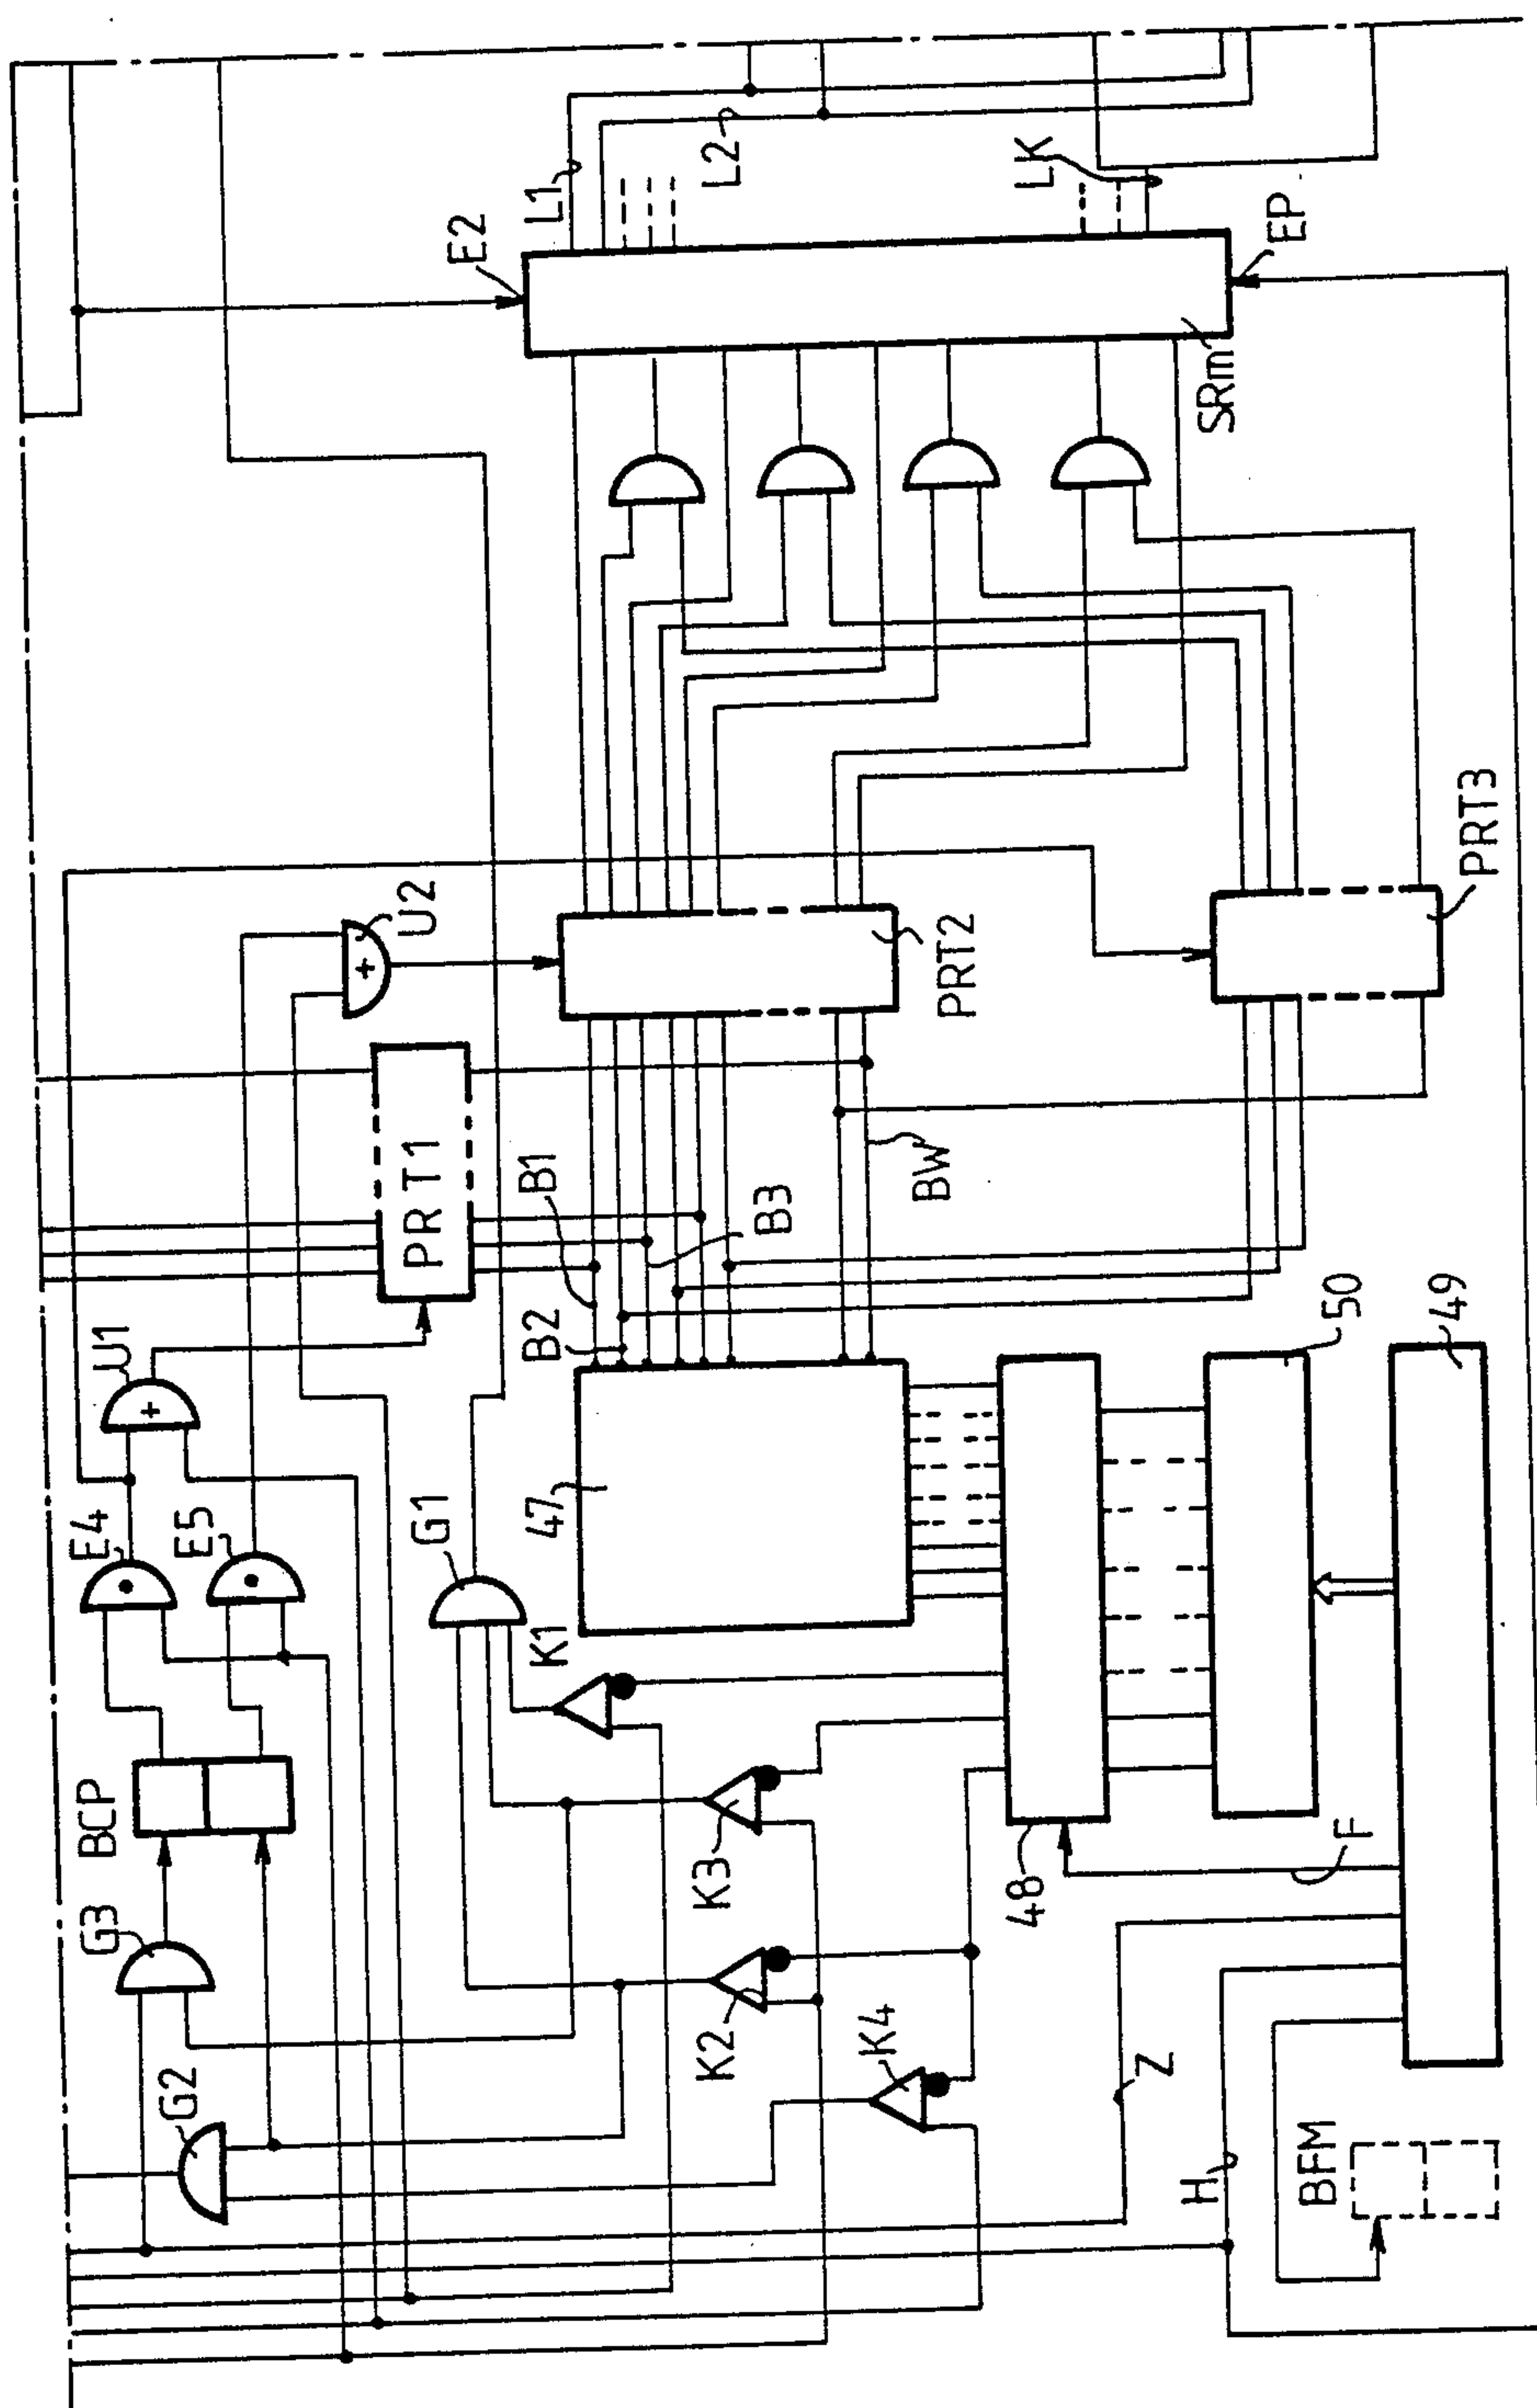 E2
L1
L2
LK
EP
SRm
U2
PRT2
PRT3
PRT1
B1
B2
B3
BW
U1
E4
E5
G1
47
50
49
K1
BCP
G3
K3
48
F
K2
K4
G2
Z
H
BFM
+
+